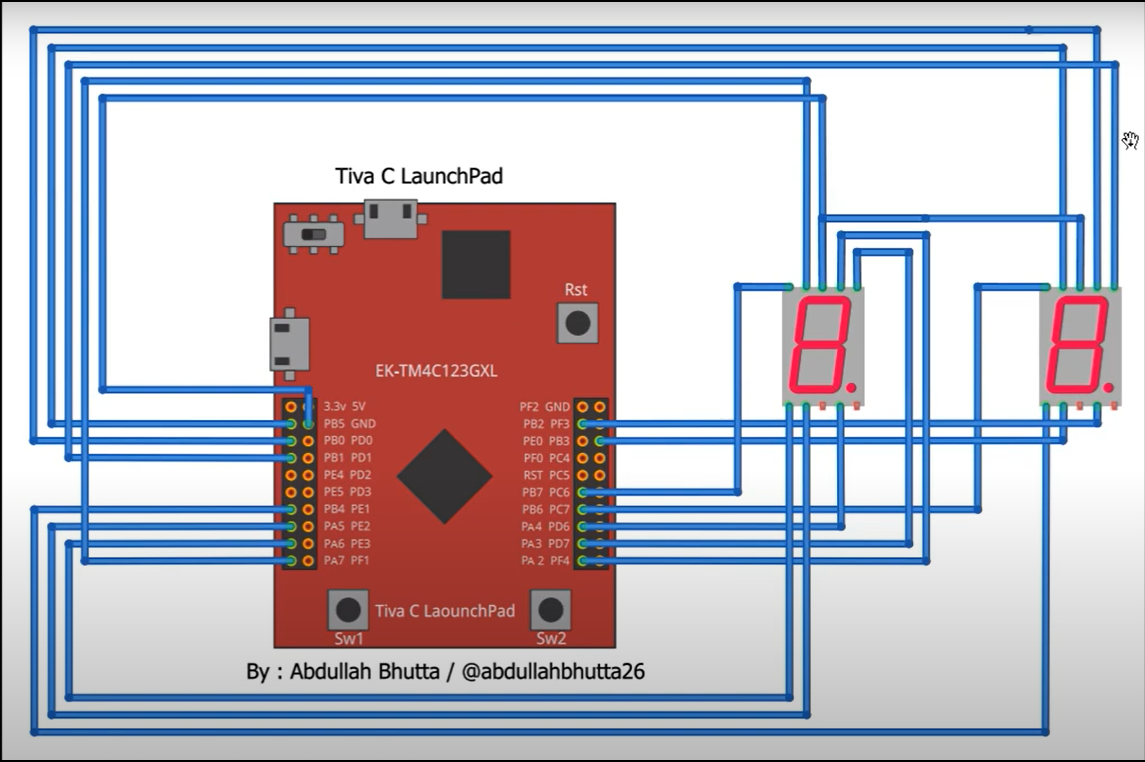 Tiva C LaunchPad
Rst
EK-TM4C123GXL
3.3v 5V
PB5 GND
PB0 PD0
PB1 PD1
PE4 PD2
PE5 PD3
PB4 PE1
PA5 PE2
PA6 PE3
PA7 PF1
PF2 GND
PB2 PF3
PE0 PB3
PF0 PC4
RST PC5
PB7 PC6
PB6 PC7
PA4 PD6
PA3 PD7
PA 2 PF4
Sw1
Tiva C LaounchPad
Sw2
By : Abdullah Bhutta / @abdullahbhutta26
8.
8.